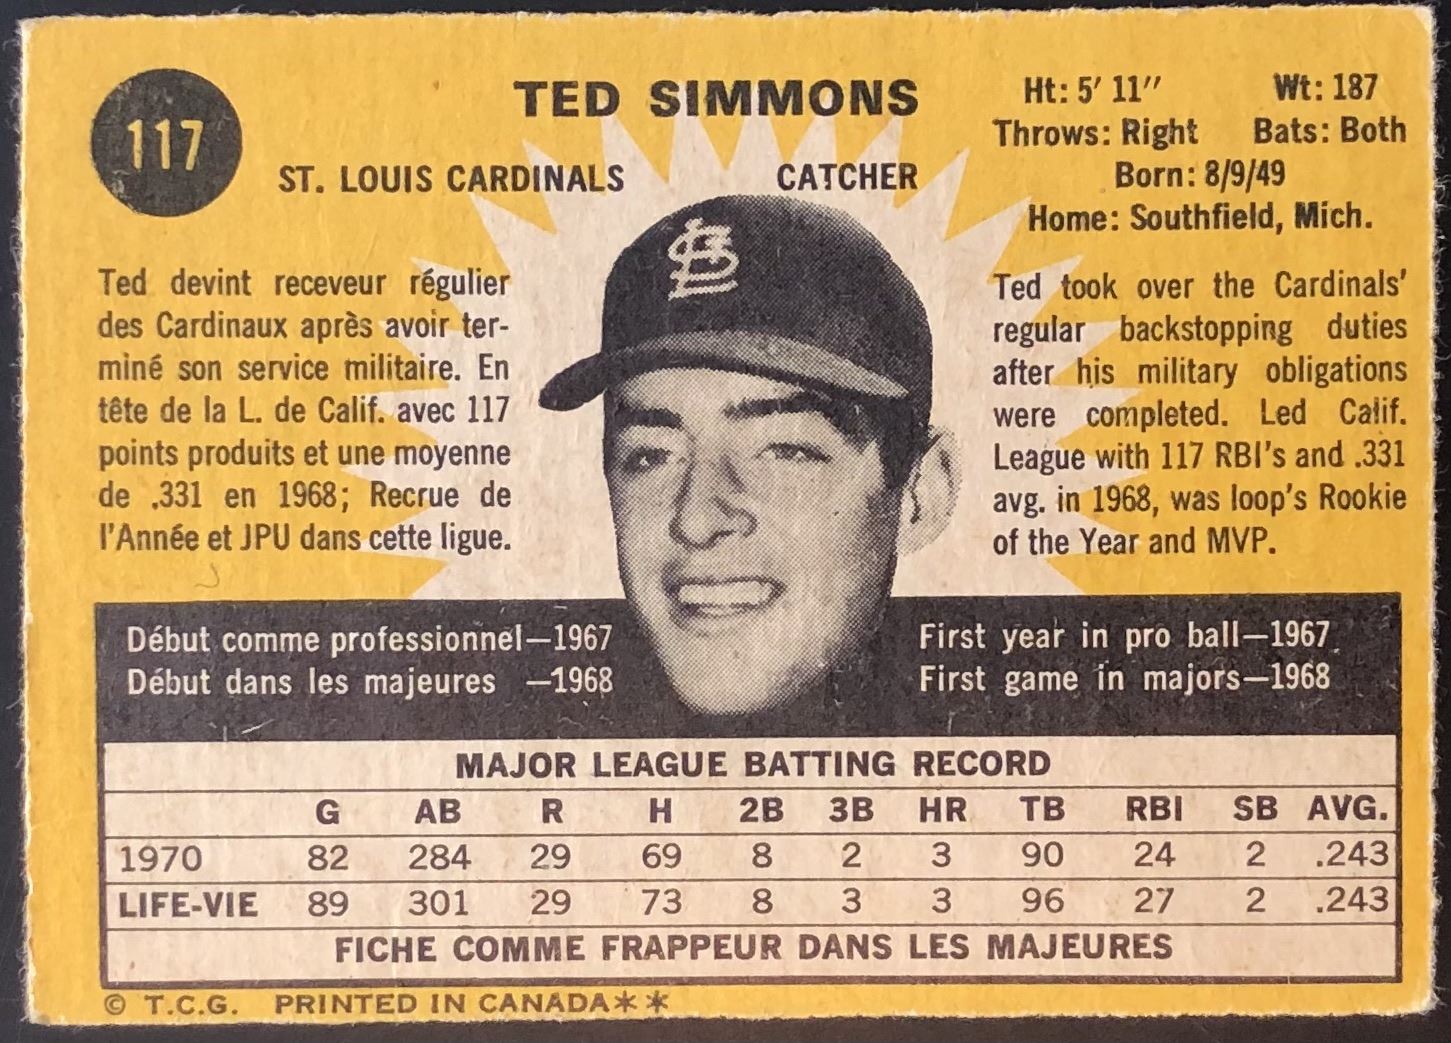 117
TED SIMMONS
ST. LOUIS CARDINALS CATCHER
Ht: 5' 11'' Wt: 187
Throws: Right Bats: Both
Born: 8/9/49
Home: Southfield, Mich.
Ted devint receveur régulier
des Cardinaux après avoir ter-
miné son service militaire. En
tête de la L. de Calif. avec 117
points produits et une moyenne
de .331 en 1968; Recrue de
l'Année et JPU dans cette ligue.
StL
Ted took over the Cardinals'
regular backstopping duties
after his military obligations
were completed. Led Calif.
League with 117 RBI's and .331
avg. in 1968, was loop's Rookie
of the Year and MVP.
Début comme professionnel—1967
Début dans les majeures —1968
First year in pro ball—1967
First game in majors—1968
MAJOR LEAGUE BATTING RECORD
G AB R H 2B 3B HR TB RBI SB AVG.
1970 82 284 29 69 8 2 3 90 24 2 .243
LIFE-VIE 89 301 29 73 8 3 3 96 27 2 .243
FICHE COMME FRAPPEUR DANS LES MAJEURES
© T.C.G. PRINTED IN CANADA**